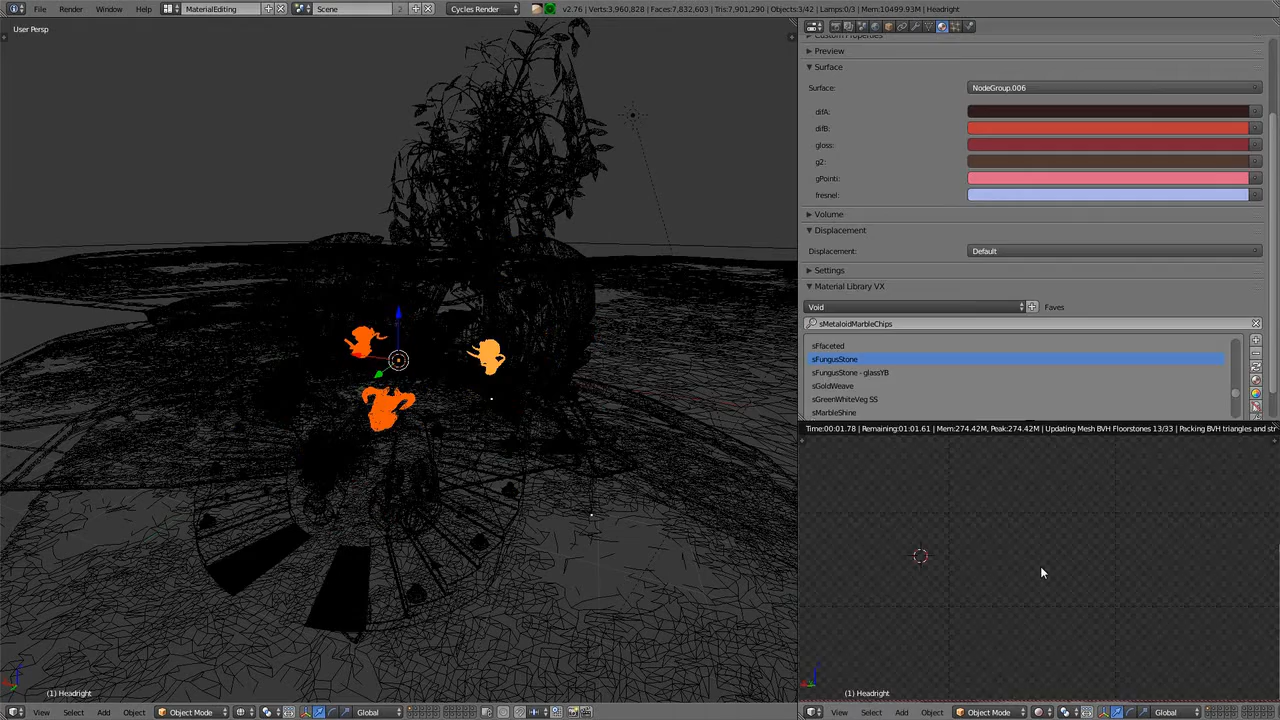 File Render Window Help MaterialEditing Scene 2 Cycles Render v2.76 | Verts:3,960,828 | Faces:7,832,603 | Tris:7,901,290 | Objects:3/42 | Lamps:0/3 | Mem:10499.93M | Headright
User Persp
Custom Properties
Preview
Surface
Surface: NodeGroup.006
difA:
difB:
gloss:
g2:
gPointi:
fresnel:
Volume
Displacement
Displacement: Default
Settings
Material Library VX
Void Faves
sMetaloidMarbleChips
sFfaceted
sFungusStone
sFungusStone - glassYB
sGoldWeave
sGreenWhiteVeg SS
sMarbleShine
Time:00:01.78 | Remaining:01:01.61 | Mem:274.42M, Peak:274.42M | Updating Mesh BVH Floorstones 13/33 | Packing BVH triangles and str
(1) Headright
(1) Headright
View Select Add Object Object Mode Global
View Select Add Object Object Mode Global